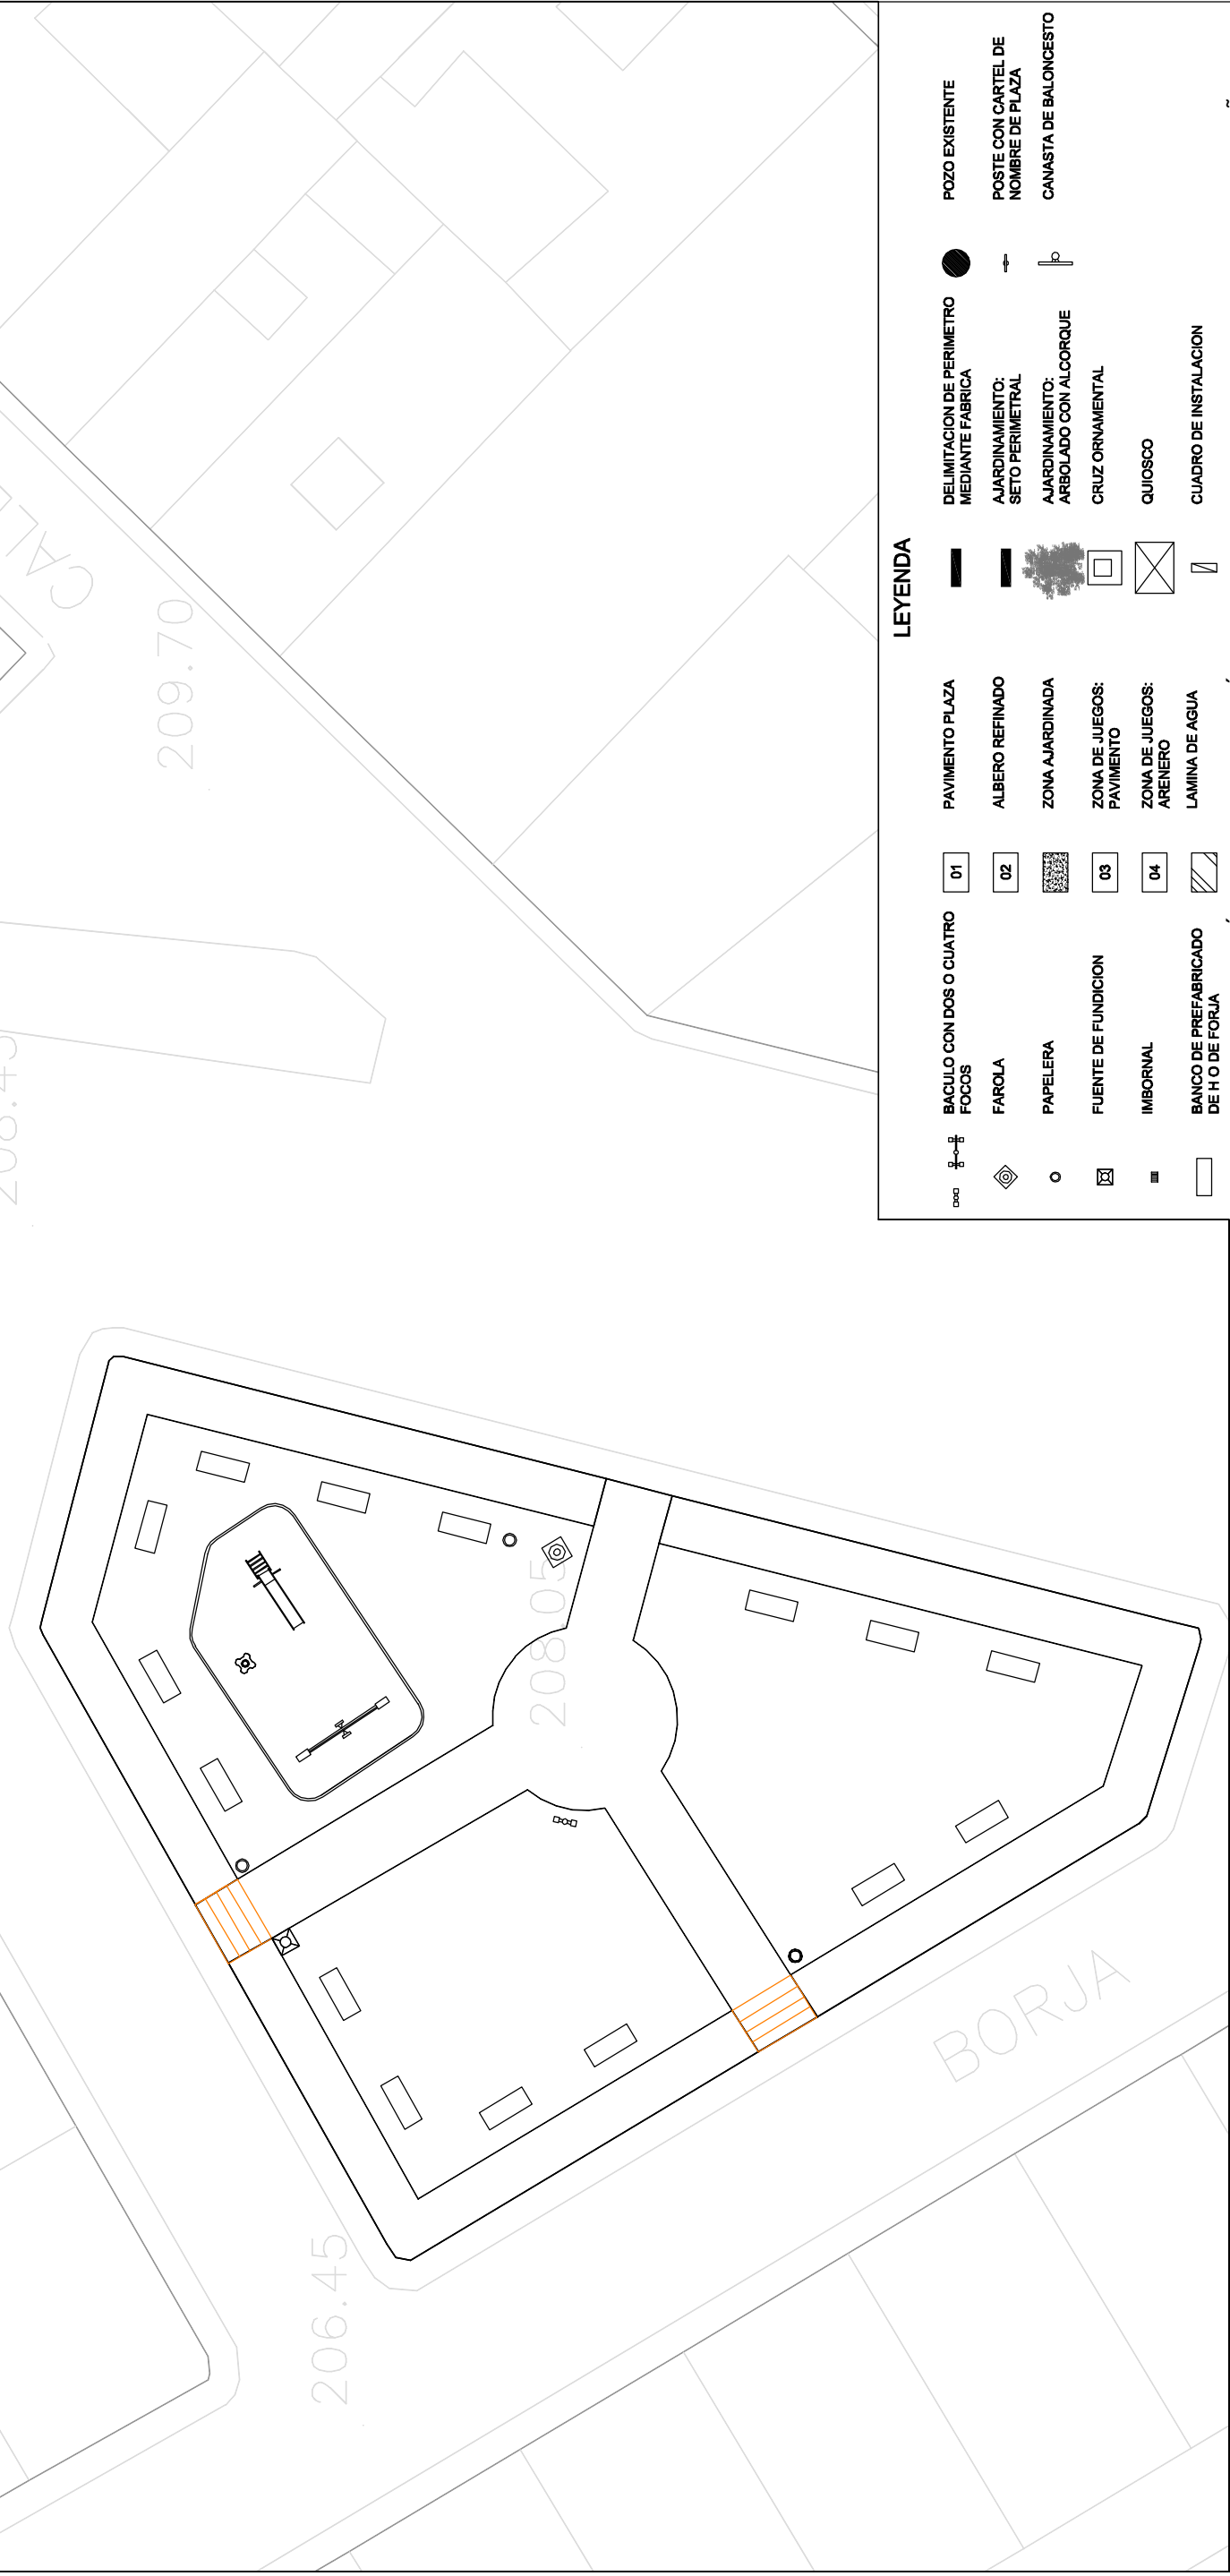 LEYENDA
BACULO CON DOS O CUATRO
FOCOS
FAROLA
PAPELERA
FUENTE DE FUNDICION
IMBORNAL
BANCO DE PREFABRICADO
DE H O DE FORJA
01
PAVIMENTO PLAZA
02
ALBERO REFINADO
ZONA AJARDINADA
03
ZONA DE JUEGOS:
PAVIMENTO
04
ZONA DE JUEGOS:
ARENERO
LAMINA DE AGUA
DELIMITACION DE PERIMETRO
MEDIANTE FABRICA
AJARDINAMIENTO:
SETO PERIMETRAL
AJARDINAMIENTO:
ARBOLADO CON ALCORQUE
CRUZ ORNAMENTAL
QUIOSCO
CUADRO DE INSTALACION
POZO EXISTENTE
POSTE CON CARTEL DE
NOMBRE DE PLAZA
CANASTA DE BALONCESTO
209.70
208.05
206.45
BORJA